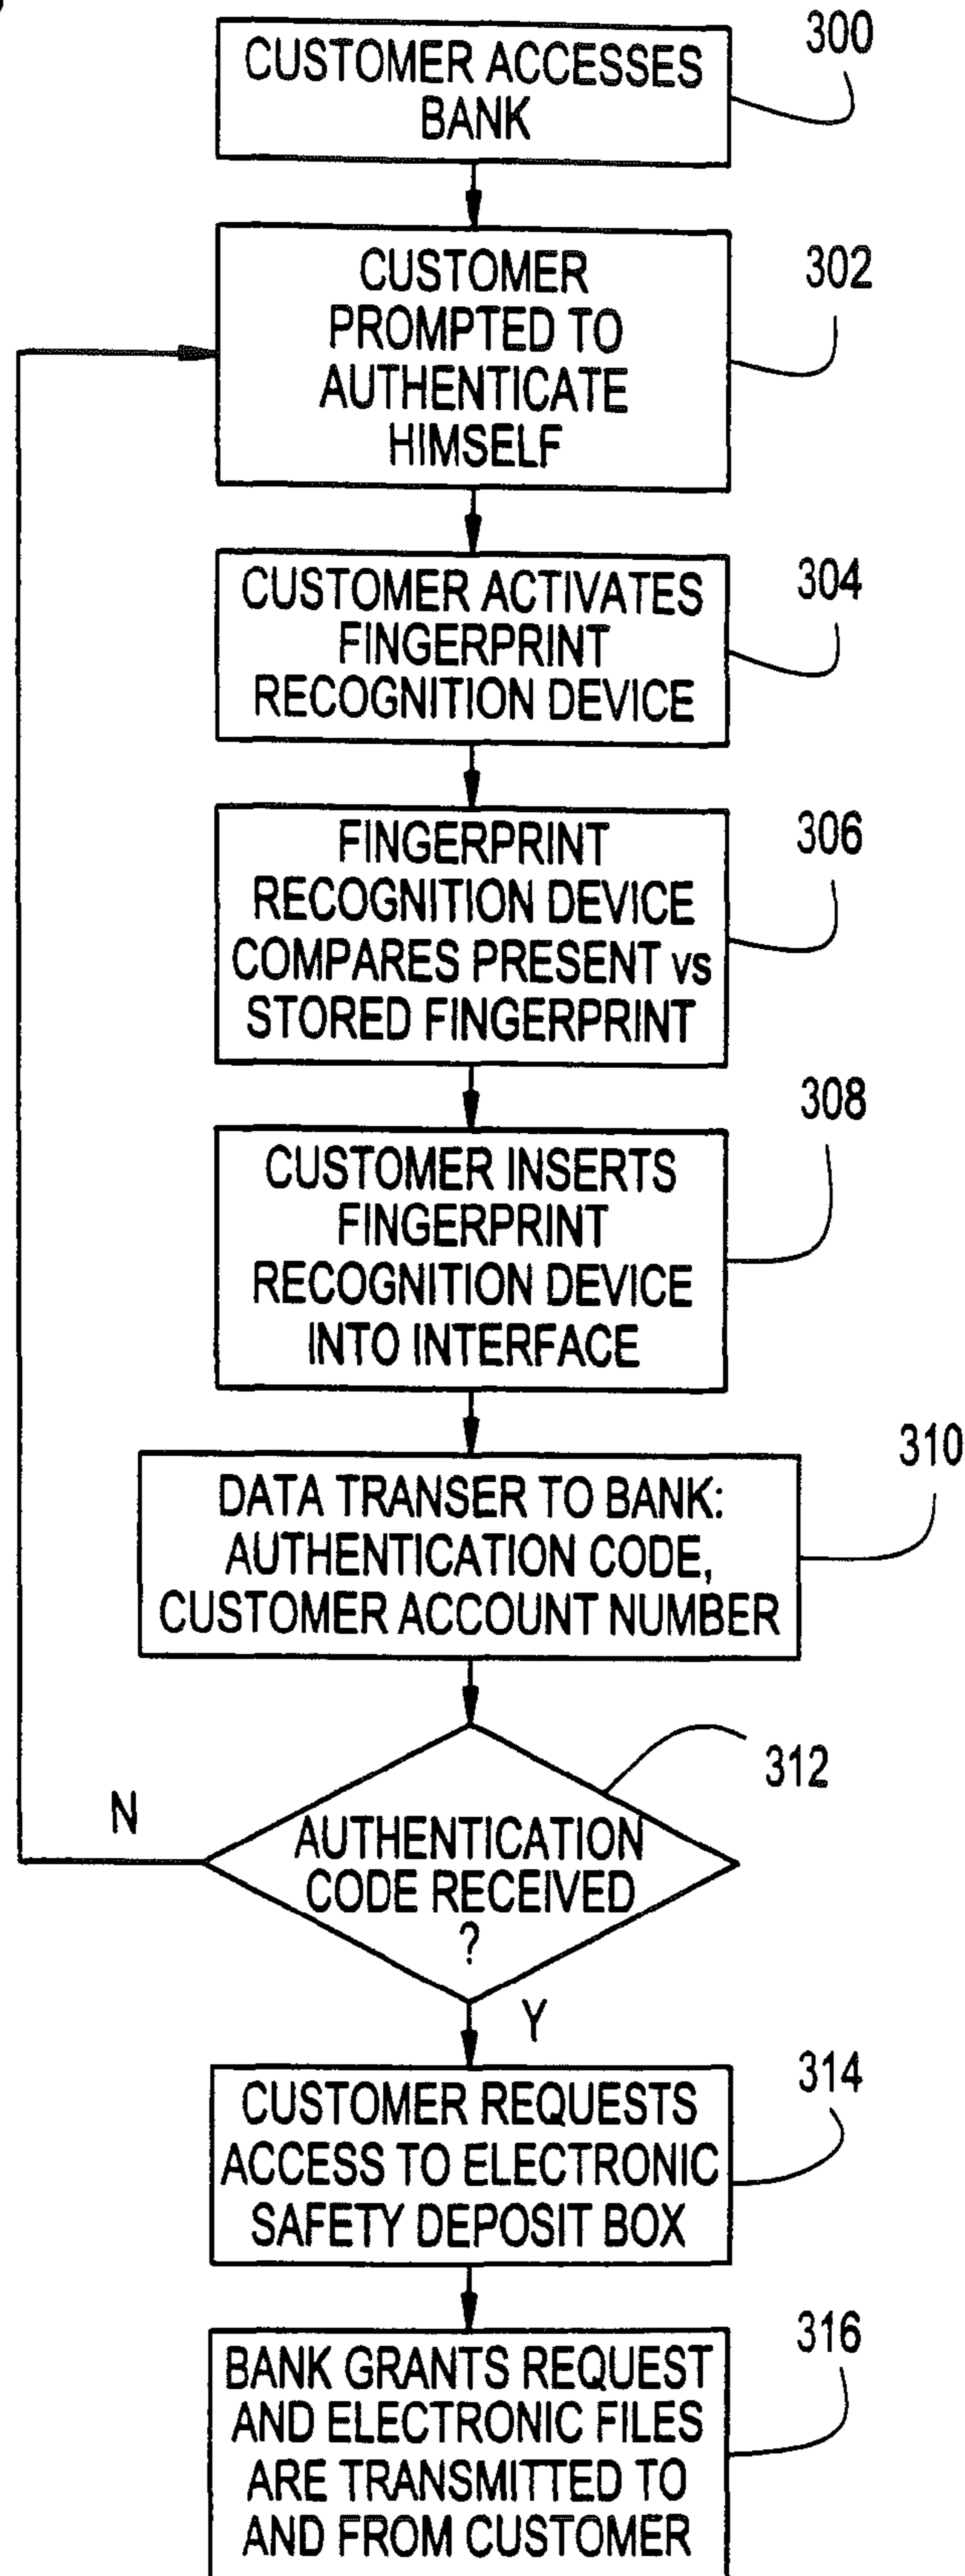 300
CUSTOMER ACCESSES
BANK
302
CUSTOMER
PROMPTED TO
AUTHENTICATE
HIMSELF
304
CUSTOMER ACTIVATES
FINGERPRINT
RECOGNITION DEVICE
306
FINGERPRINT
RECOGNITION DEVICE
COMPARES PRESENT vs
STORED FINGERPRINT
308
CUSTOMER INSERTS
FINGERPRINT
RECOGNITION DEVICE
INTO INTERFACE
310
DATA TRANSER TO BANK:
AUTHENTICATION CODE,
CUSTOMER ACCOUNT NUMBER
312
N
AUTHENTICATION
CODE RECEIVED
?
Y
314
CUSTOMER REQUESTS
ACCESS TO ELECTRONIC
SAFETY DEPOSIT BOX
316
BANK GRANTS REQUEST
AND ELECTRONIC FILES
ARE TRANSMITTED TO
AND FROM CUSTOMER